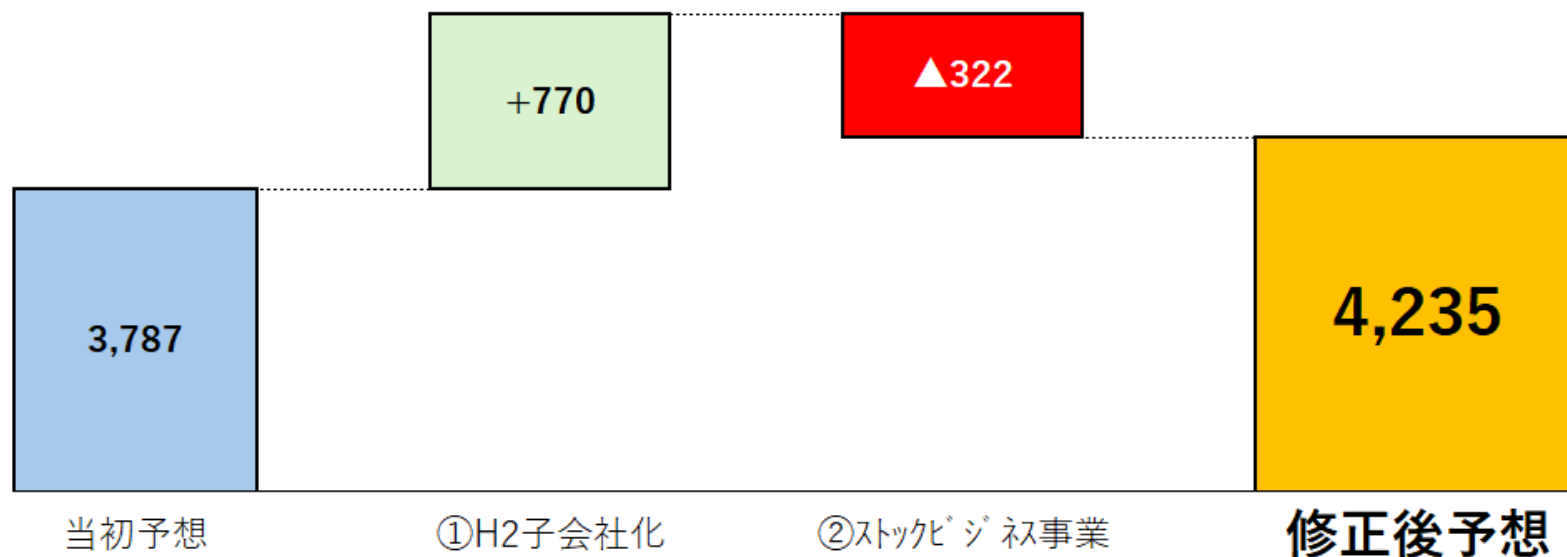 +770
▲322
3,787
4,235
当初予想
①H2子会社化
②ｽﾄｯｸﾋﾞｼﾞﾈｽ事業
修正後予想